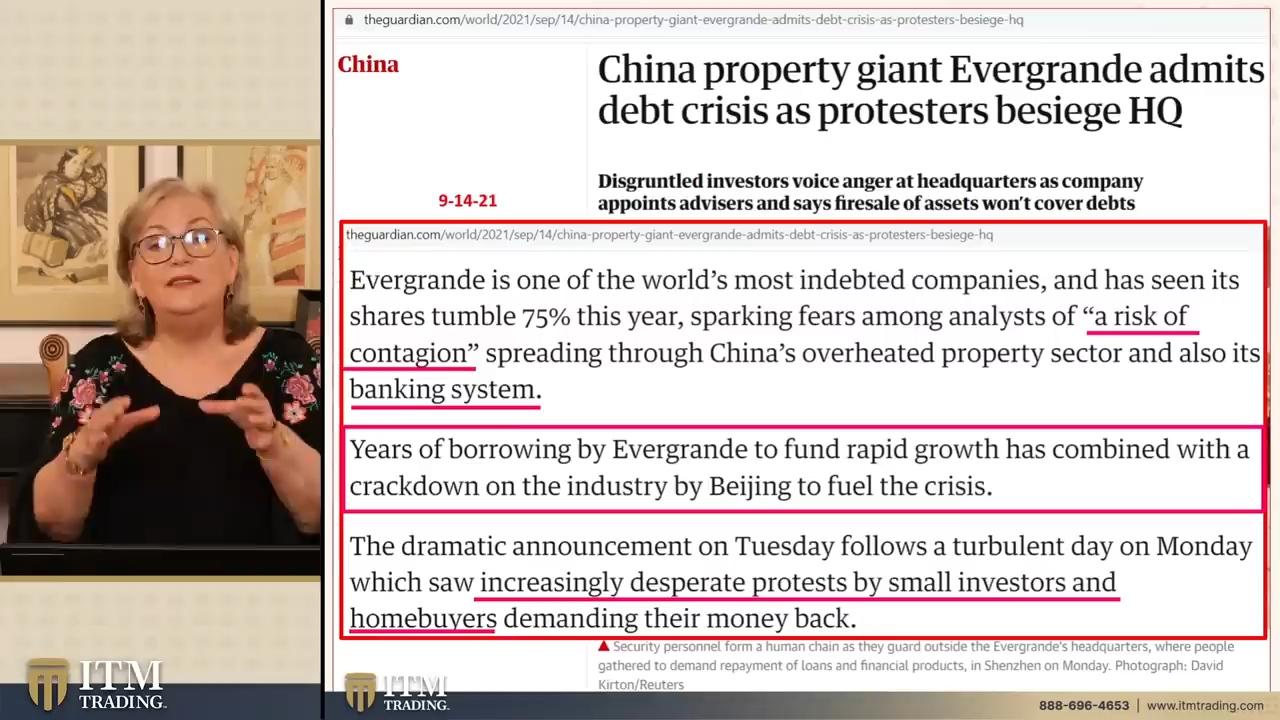 theguardian.com/world/2021/sep/14/china-property-giant-evergrande-admits-debt-crisis-as-protesters-besiege-hq
China
China property giant Evergrande admits
debt crisis as protesters besiege HQ
Disgruntled investors voice anger at headquarters as company
appoints advisers and says firesale of assets won't cover debts
9-14-21
theguardian.com/world/2021/sep/14/china-property-giant-evergrande-admits-debt-crisis-as-protesters-besiege-hq
Evergrande is one of the world's most indebted companies, and has seen its
shares tumble 75% this year, sparking fears among analysts of “a risk of
contagion” spreading through China's overheated property sector and also its
banking system.
Years of borrowing by Evergrande to fund rapid growth has combined with a
crackdown on the industry by Beijing to fuel the crisis.
The dramatic announcement on Tuesday follows a turbulent day on Monday
which saw increasingly desperate protests by small investors and
homebuyers demanding their money back.
Security personnel form a human chain as they guard outside the Evergrande's headquarters, where people
gathered to demand repayment of loans and financial products, in Shenzhen on Monday. Photograph: David
Kirton/Reuters
ITM
TRADING
ITM
TRADING
888-696-4653 | www.itmtrading.com